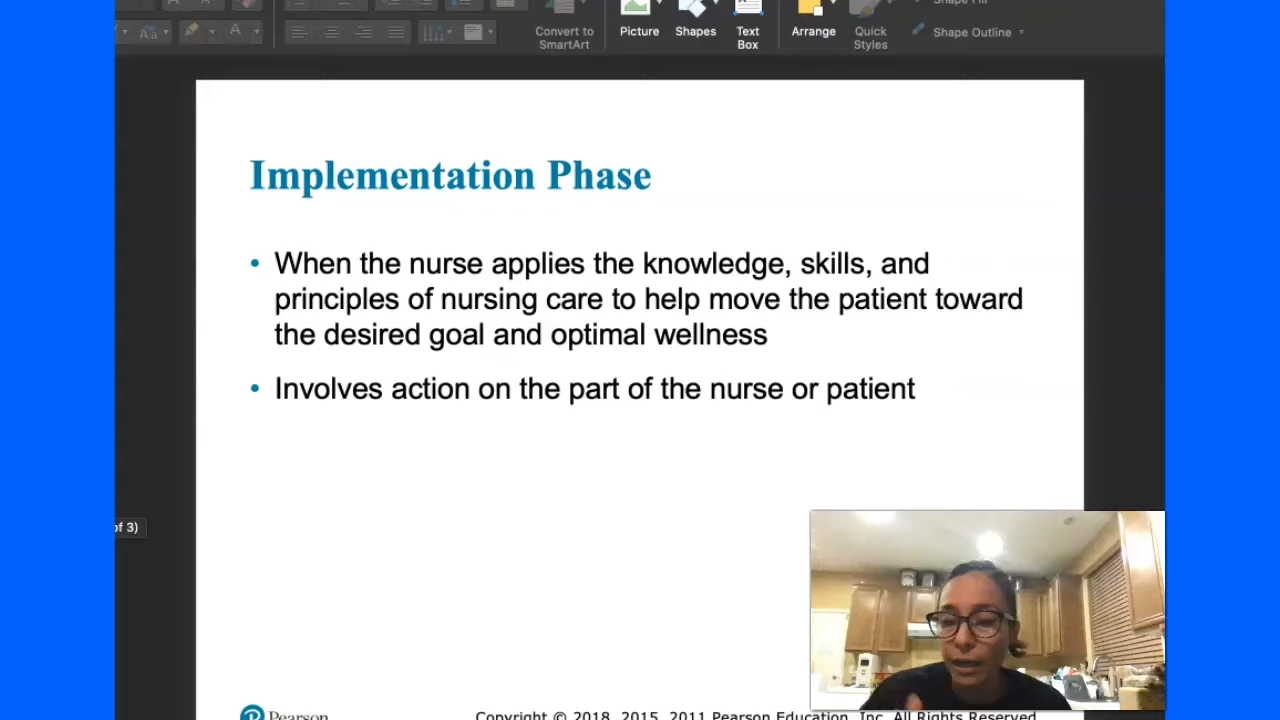 Convert to
SmartArt
Picture
Shapes
Text
Box
Arrange
Quick
Styles
Shape Fill
Shape Outline
Implementation Phase
• When the nurse applies the knowledge, skills, and
principles of nursing care to help move the patient toward
the desired goal and optimal wellness
• Involves action on the part of the nurse or patient
of 3)
Pearson
Copyright © 2018, 2015, 2011 Pearson Education, Inc. All Rights Reserved